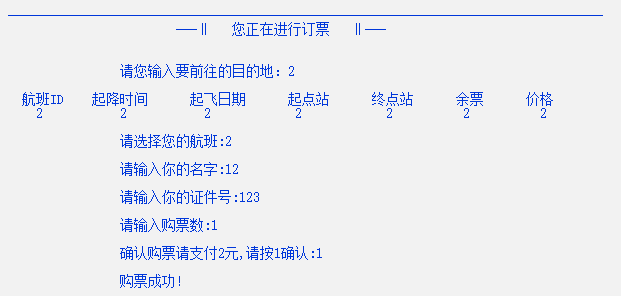 ——‖ 您正在进行订票 ‖——
请您输入要前往的目的地: 2
航班ID 起降时间 起飞日期 起点站 终点站 余票 价格
2 2 2 2 2 2 2
请选择您的航班:2
请输入你的名字:12
请输入你的证件号:123
请输入购票数:1
确认购票请支付2元,请按1确认:1
购票成功!